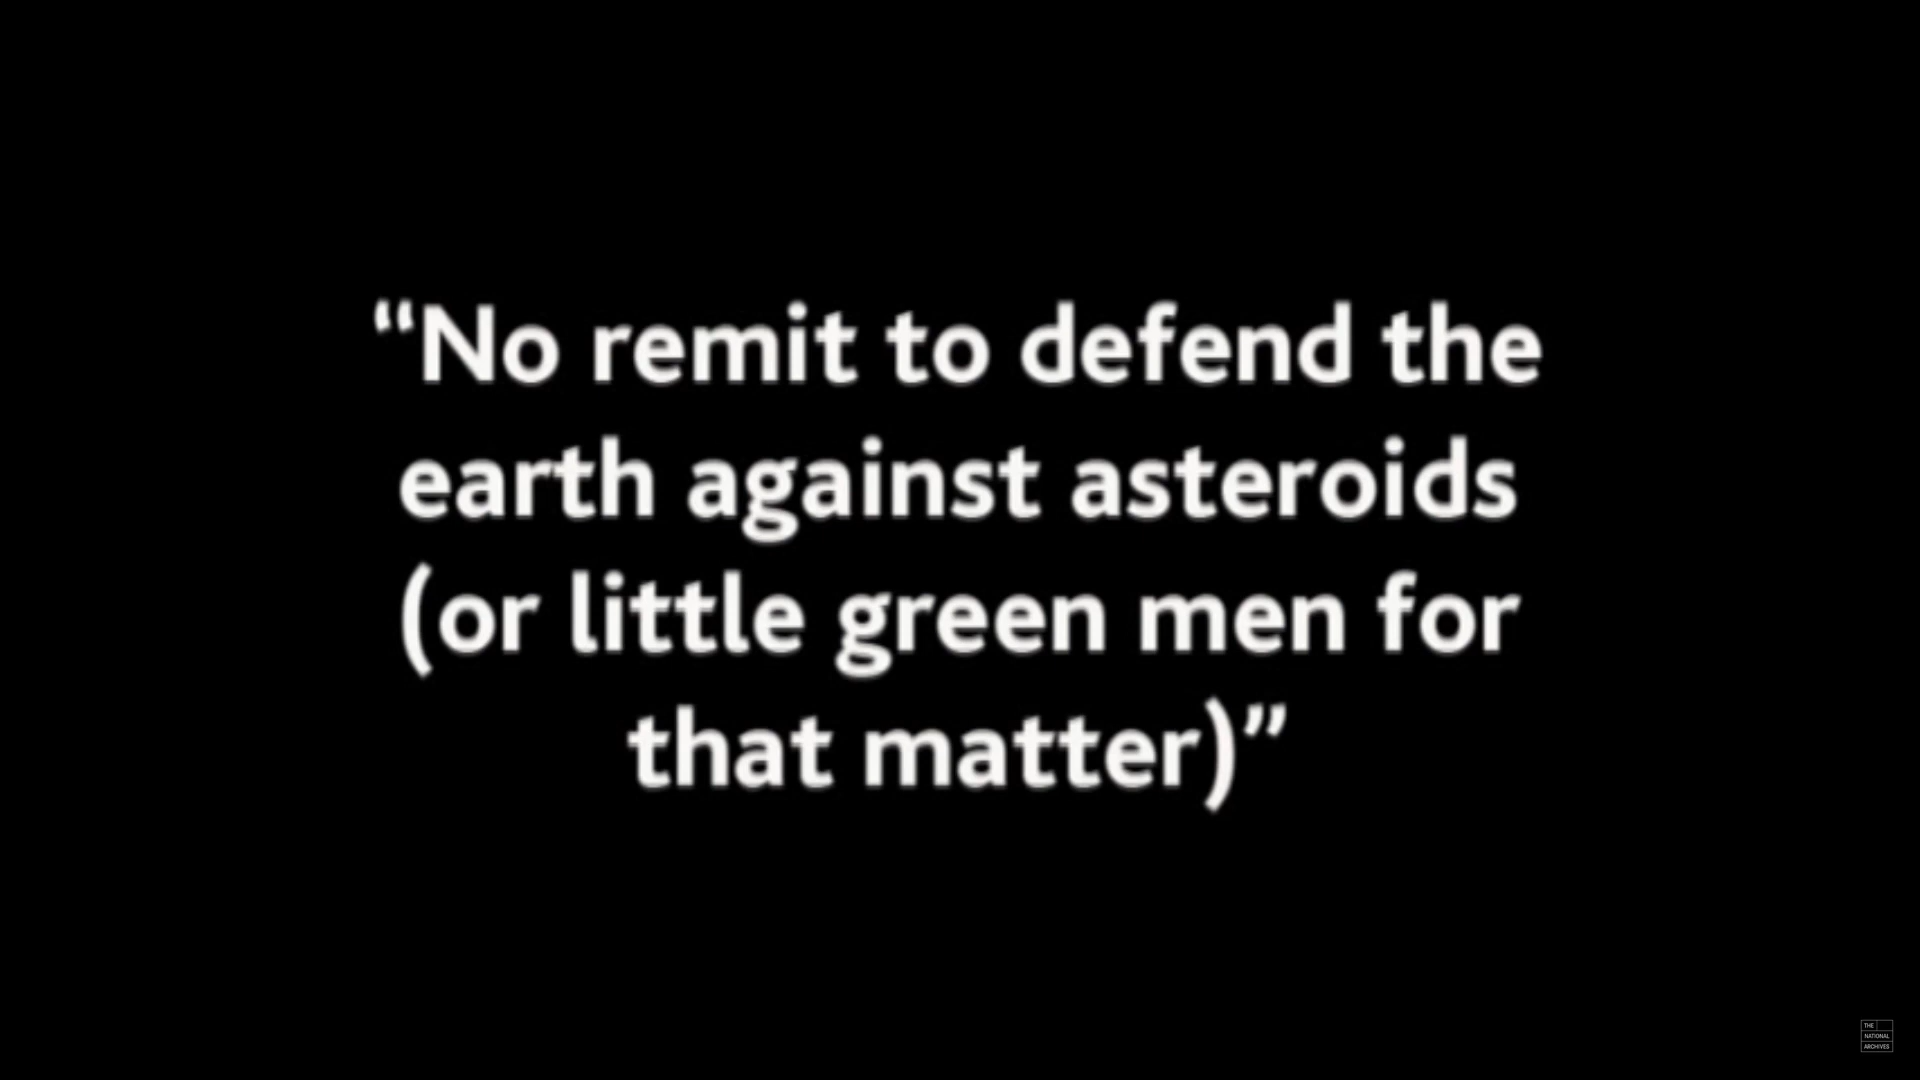 “No remit to defend the
earth against asteroids
(or little green men for
that matter)”
THE
NATIONAL
ARCHIVES